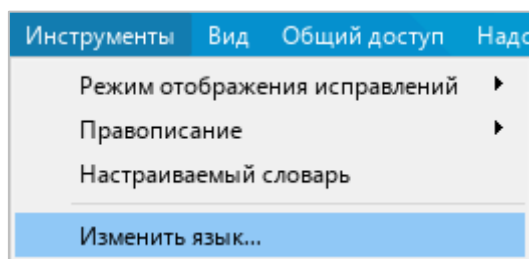 Инструменты Вид Общий доступ
Режим отображения исправлений
Правописание
Настраиваемый словарь
Изменить язык...